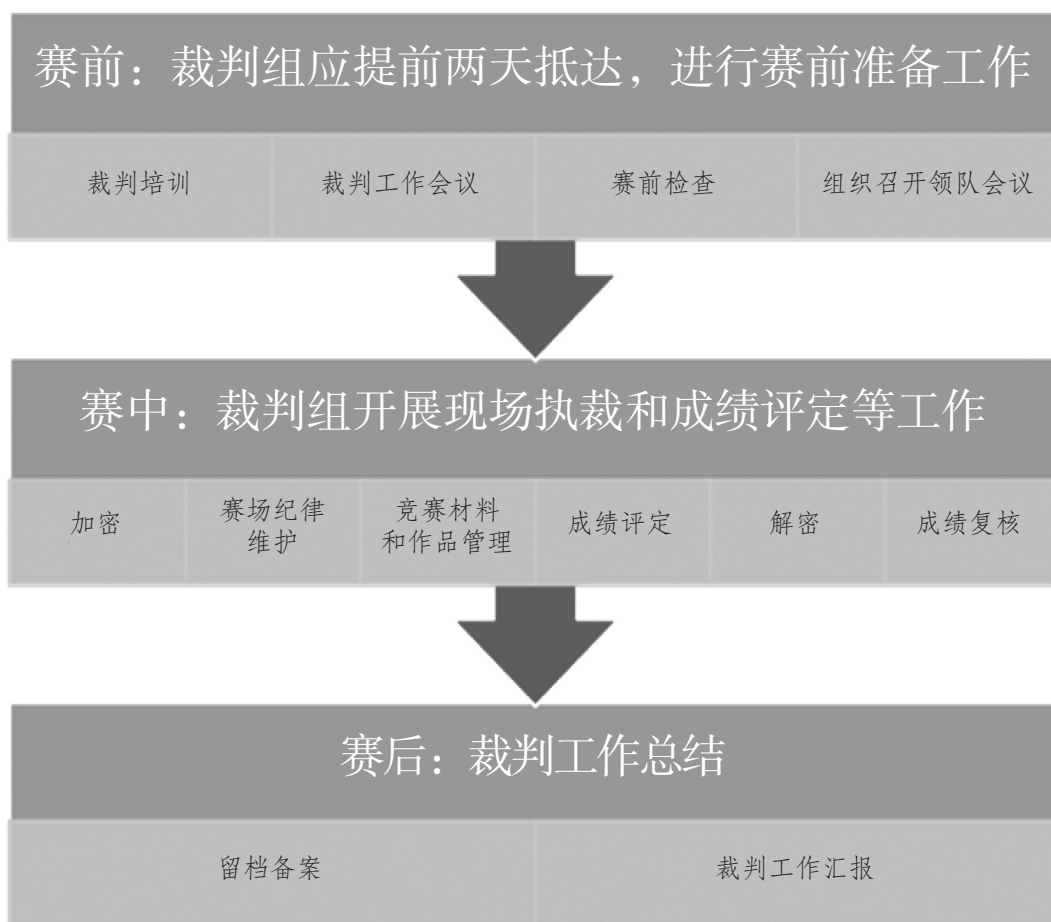 赛前：裁判组应提前两天抵达，进行赛前准备工作
裁判培训
裁判工作会议
赛前检查
组织召开领队会议
赛中：裁判组开展现场执裁和成绩评定等工作
加密
赛场纪律
维护
竞赛材料
和作品管理
成绩评定
解密
成绩复核
赛后：裁判工作总结
留档备案
裁判工作汇报